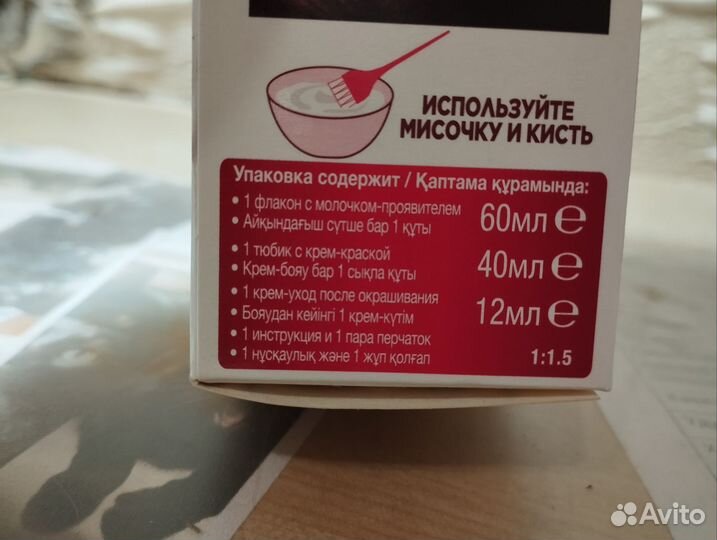 ИСПОЛЬЗУЙТЕ
МИСОЧКУ И КИСТЬ
Упаковка содержит / Қаптама құрамында:
• 1 флакон с молочком-проявителем
• Айқындағыш сүтше бар 1 құты
60мл ℮
• 1 тюбик с крем-краской
• Крем-бояу бар 1 сықпа құты
40мл ℮
• 1 крем-уход после окрашивания
• Бояудан кейінгі 1 крем-күтім
12мл ℮
• 1 инструкция и 1 пара перчаток
• 1 нұсқаулық және 1 жұп қолғап
1:1.5
Avito